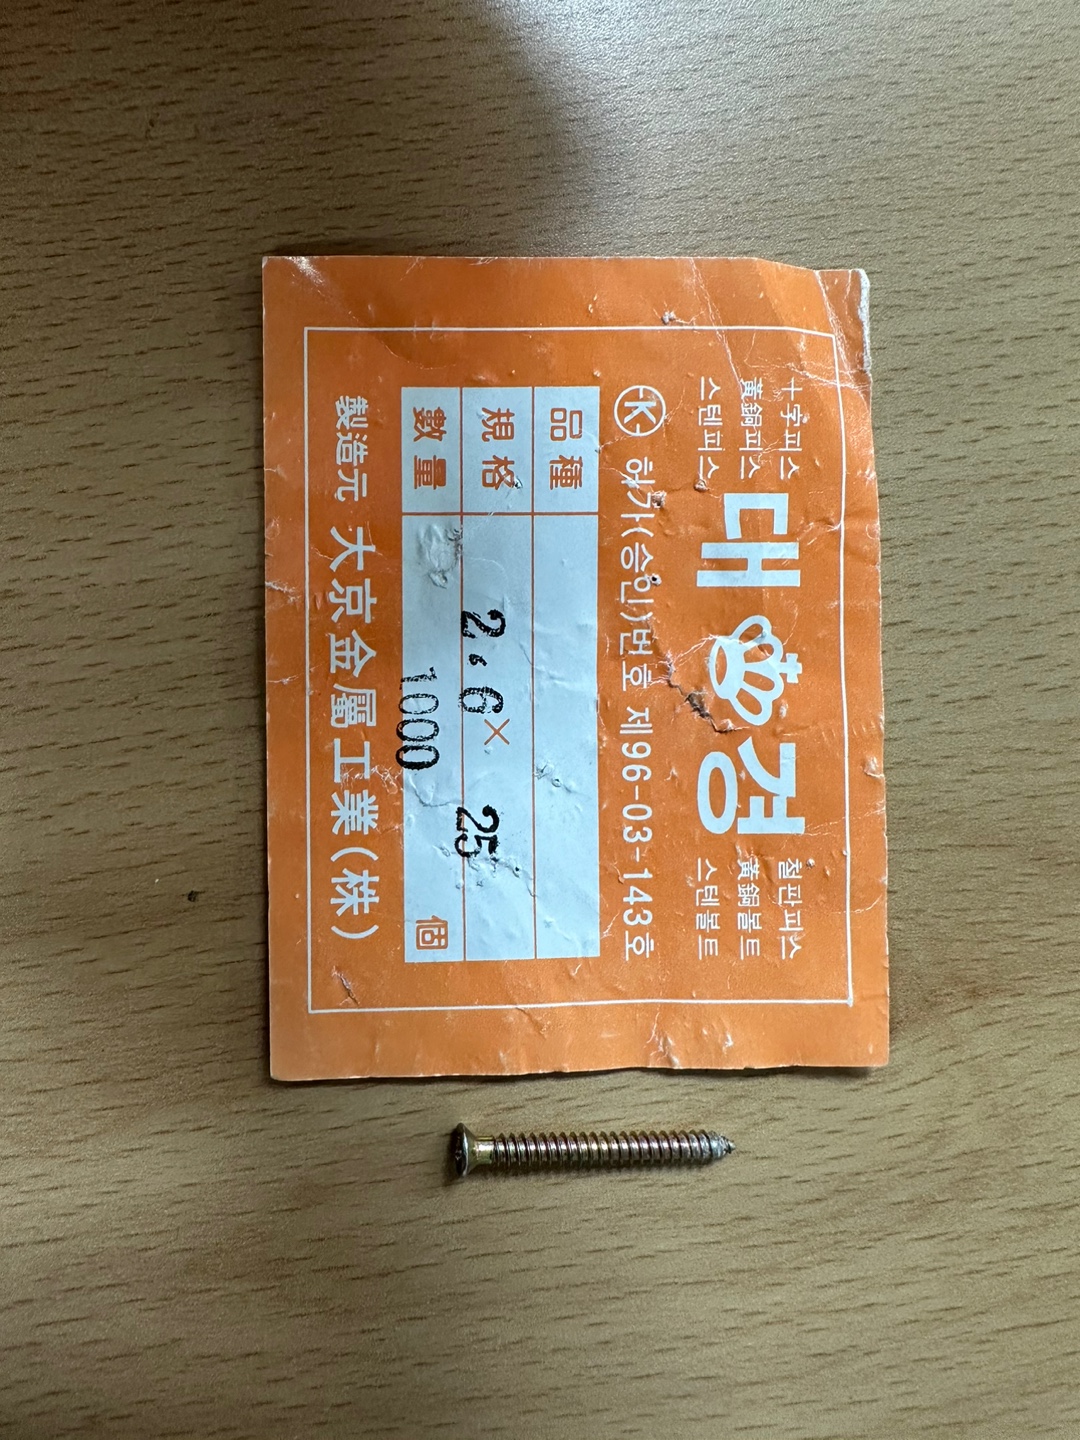 十字피스
黃銅피스
스텐피스
대경
철판피스
黃銅볼트
스텐볼트
K 허가(승인)번호 제96-03-143호
品種
規格 2.6 × 25
數量 1000 個
製造元 大京金屬工業(株)